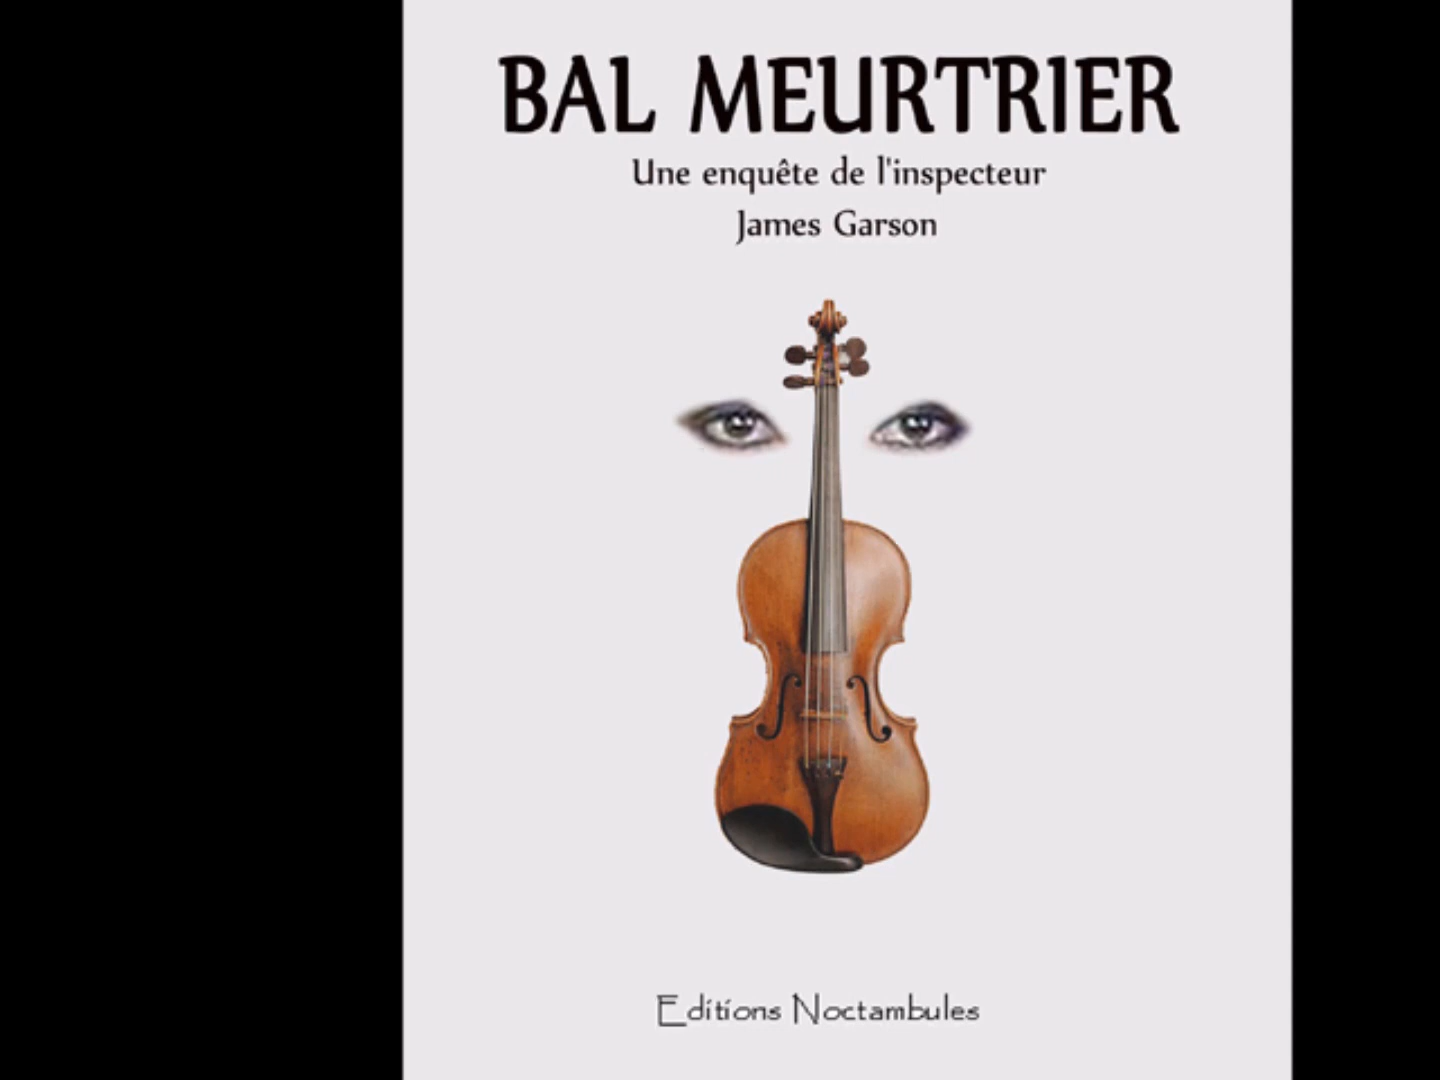 BAL MEURTRIER
Une enquête de l'inspecteur
James Garson
Editions Noctambules